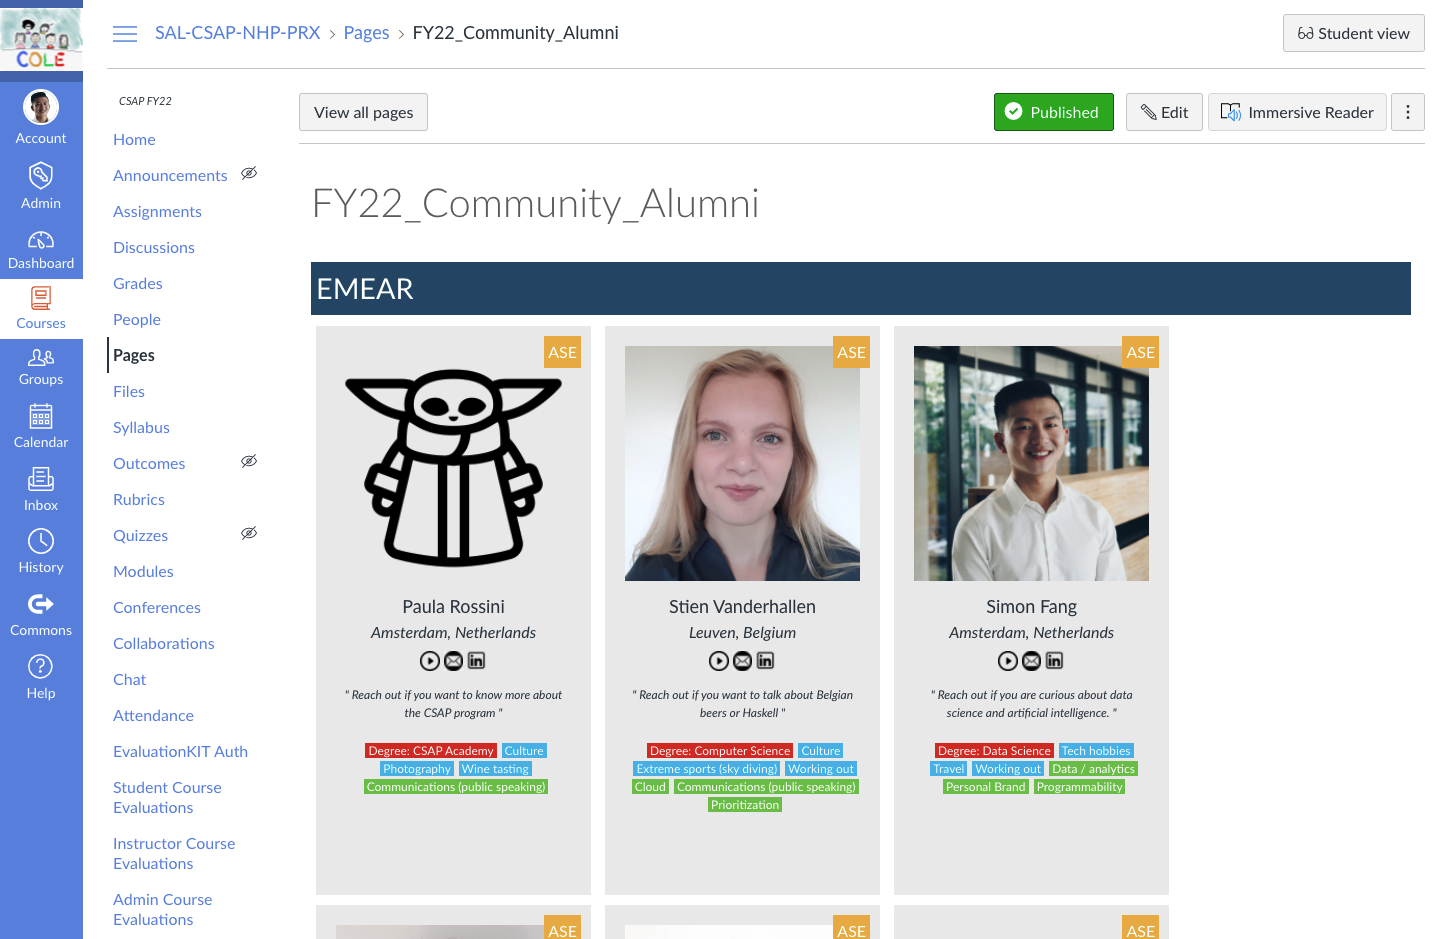 COLE
SAL-CSAP-NHP-PRX > Pages > FY22_Community_Alumni
Student view
Account
Admin
Dashboard
Courses
Groups
Calendar
Inbox
History
Commons
Help
CSAP FY22
Home
Announcements
Assignments
Discussions
Grades
People
Pages
Files
Syllabus
Outcomes
Rubrics
Quizzes
Modules
Conferences
Collaborations
Chat
Attendance
EvaluationKIT Auth
Student Course
Evaluations
Instructor Course
Evaluations
Admin Course
Evaluations
View all pages
Published
Edit
Immersive Reader
FY22_Community_Alumni
EMEAR
ASE
Paula Rossini
Amsterdam, Netherlands
in
" Reach out if you want to know more about
the CSAP program "
Degree: CSAP Academy Culture
Photography Wine tasting
Communications (public speaking)
ASE
Stien Vanderhallen
Leuven, Belgium
in
" Reach out if you want to talk about Belgian
beers or Haskell "
Degree: Computer Science Culture
Extreme sports (sky diving) Working out
Cloud Communications (public speaking)
Prioritization
ASE
Simon Fang
Amsterdam, Netherlands
in
" Reach out if you are curious about data
science and artificial intelligence. "
Degree: Data Science Tech hobbies
Travel Working out Data / analytics
Personal Brand Programmability
ASE
ASE
ASE